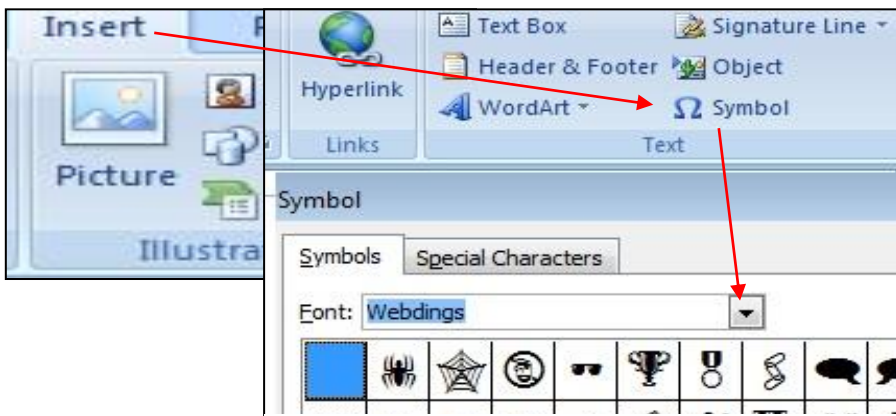 Insert
Picture
Illustra
Hyperlink
Links
Text Box
Header & Footer
WordArt
Signature Line
Object
Symbol
Text
Symbol
Symbols Special Characters
Font: Webdings